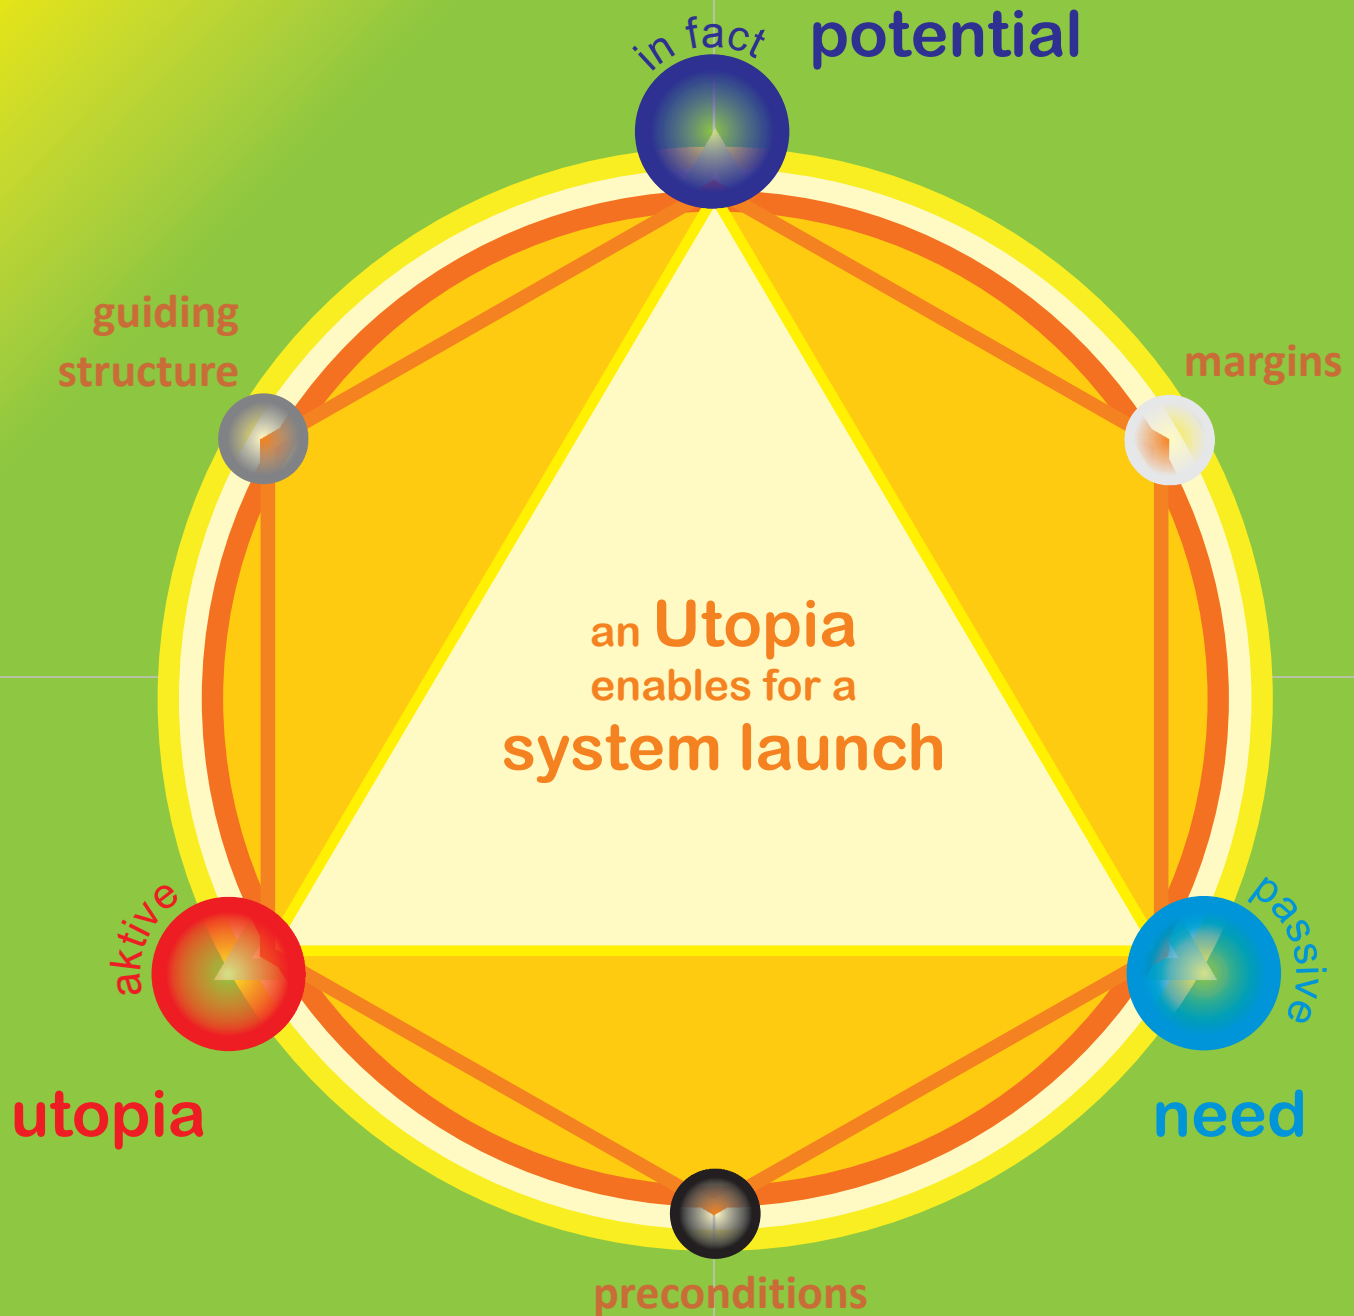 in fact
potential
guiding
structure
margins
an Utopia
enables for a
system launch
aktive
passive
utopia
need
preconditions